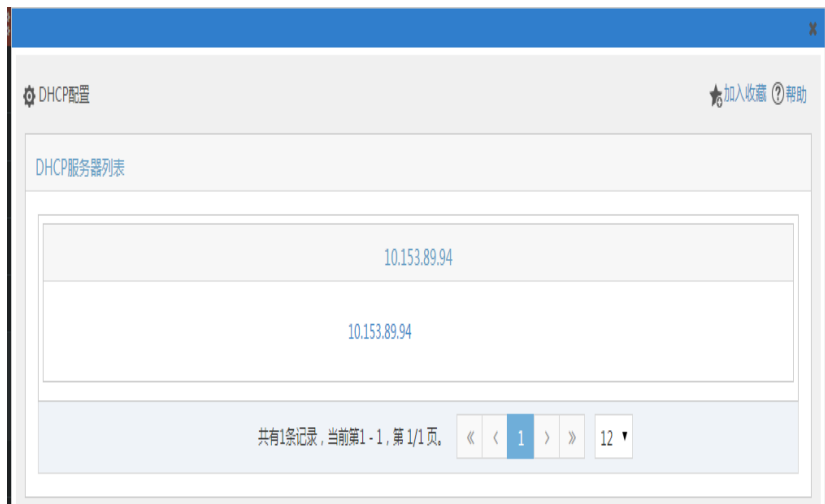 DHCP配置 加入收藏 帮助
DHCP服务器列表
10.153.89.94
10.153.89.94
共有1条记录，当前第1 - 1，第 1/1 页。 《 〈 1 〉 》 12